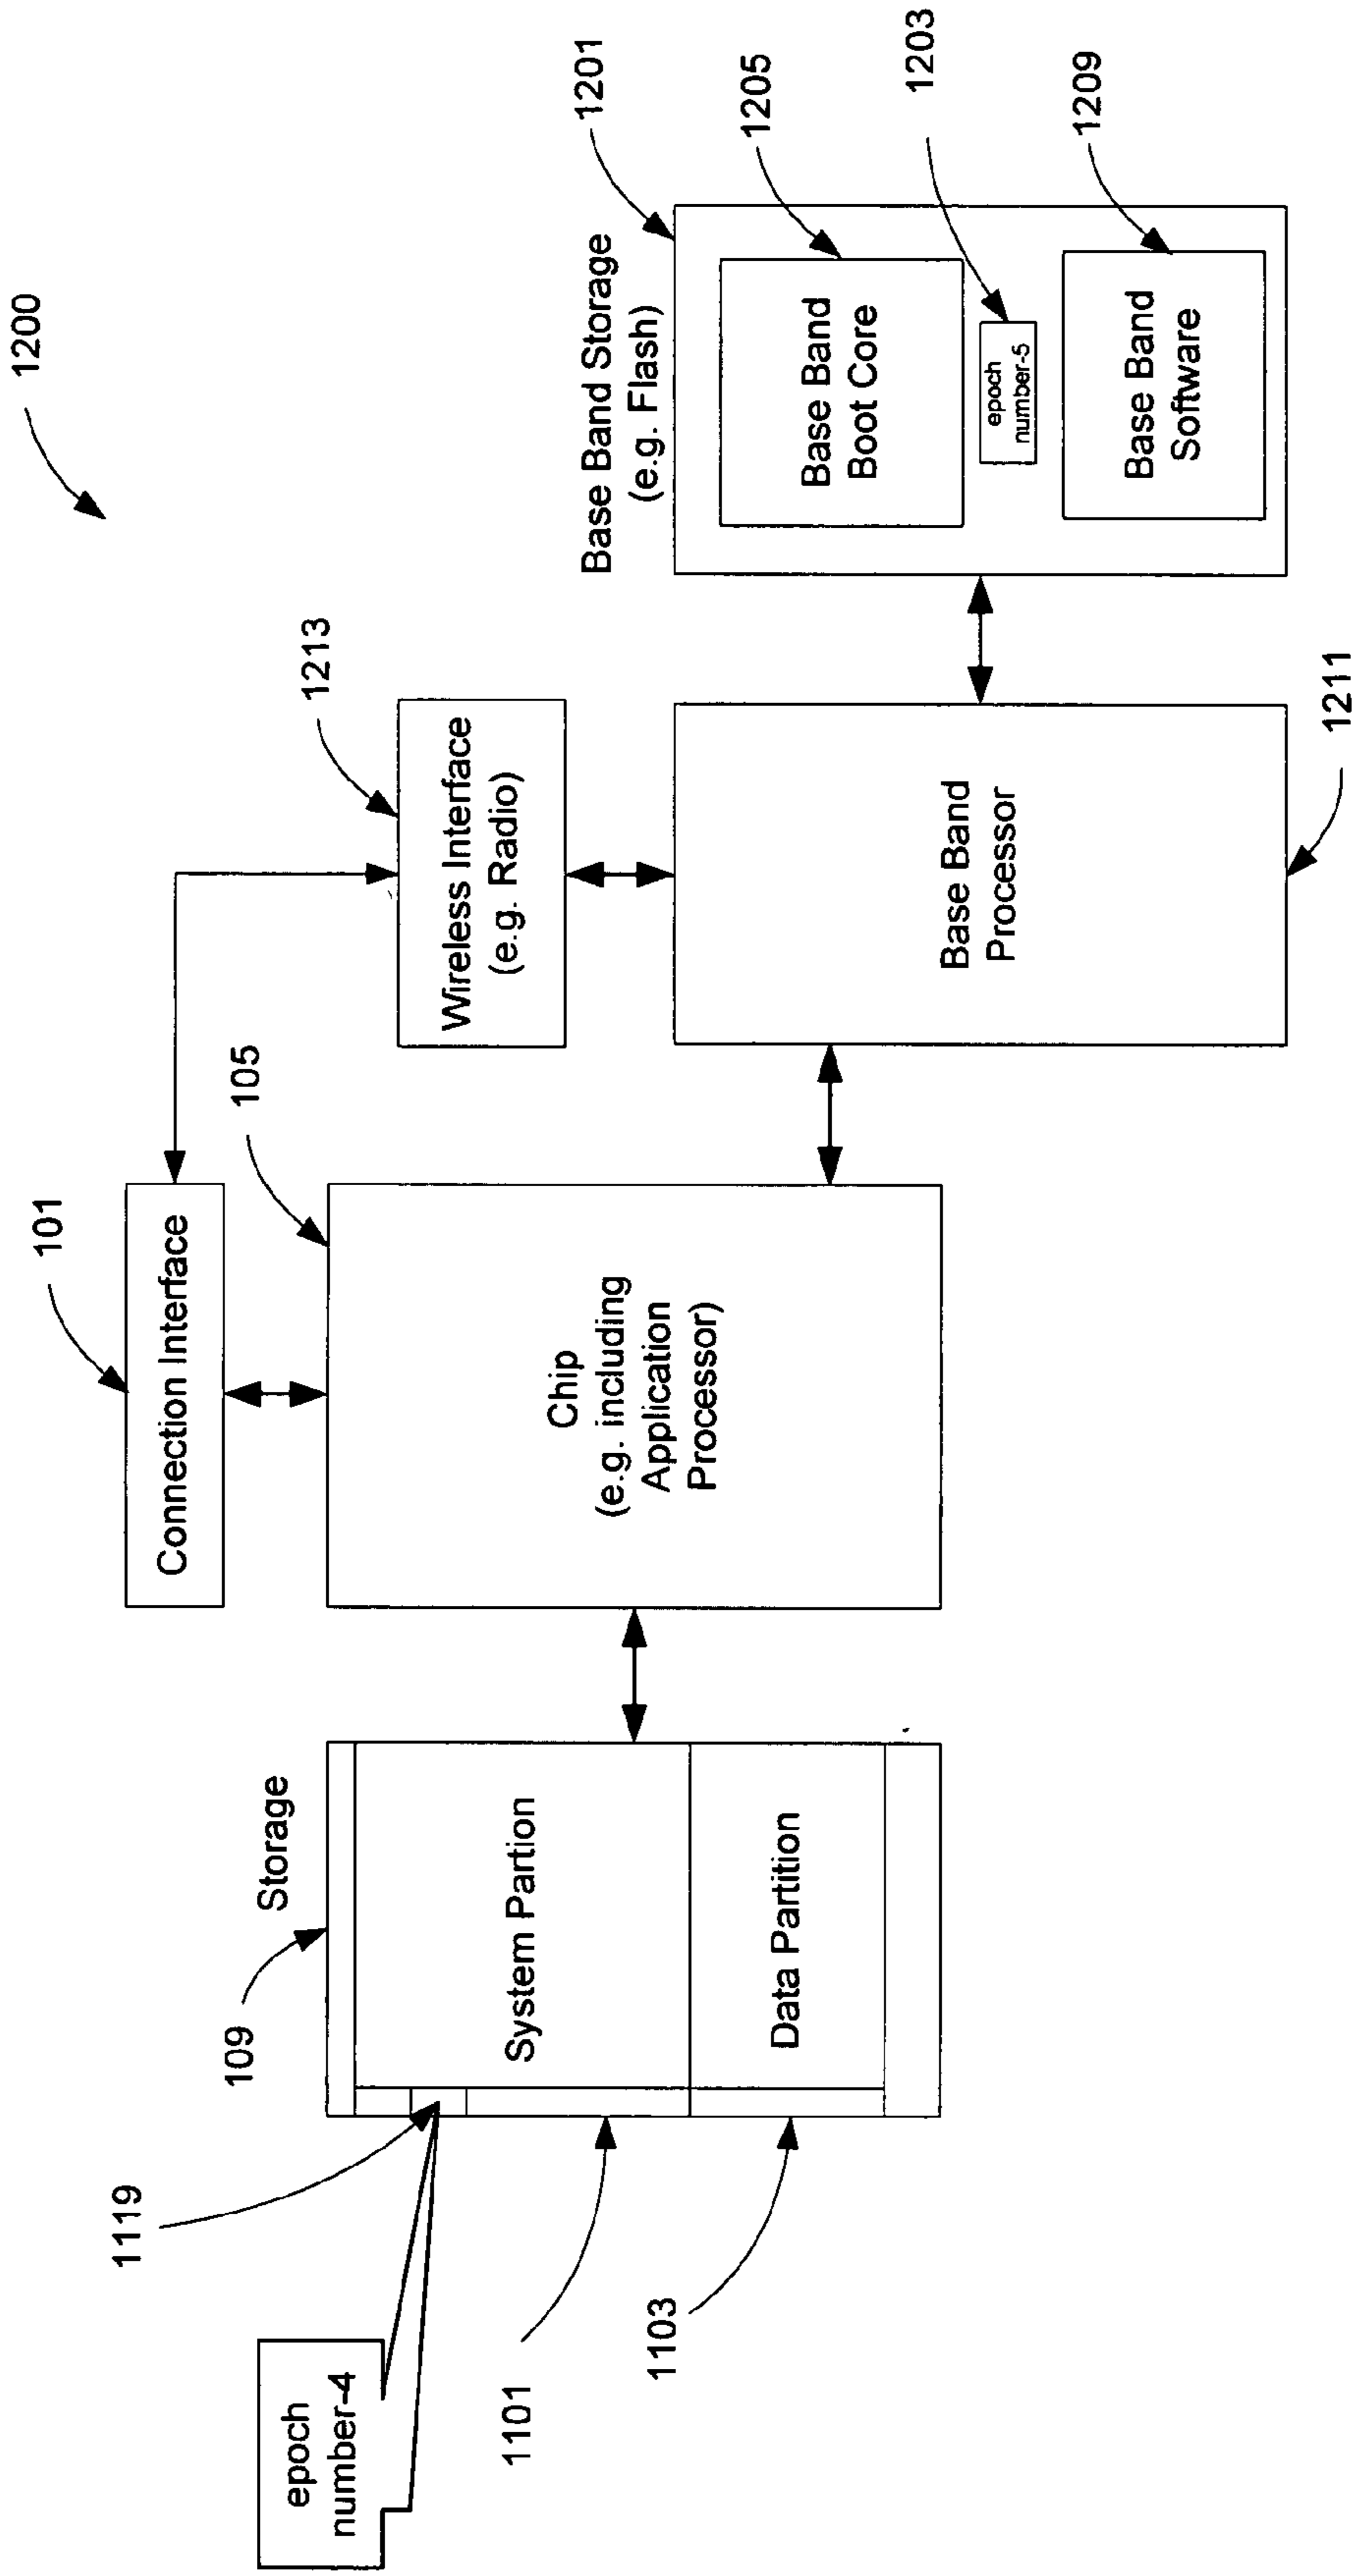 1200
101
Connection Interface
105
1213
Wireless Interface
(e.g. Radio)
Base Band Storage
(e.g. Flash)
1201
1205
1203
1209
Base Band
Boot Core
epoch
number-5
Base Band
Software
Base Band
Processor
1211
Chip
(e.g. including
Application
Processor)
Storage
109
System Partion
Data Partition
1119
epoch
number-4
1101
1103